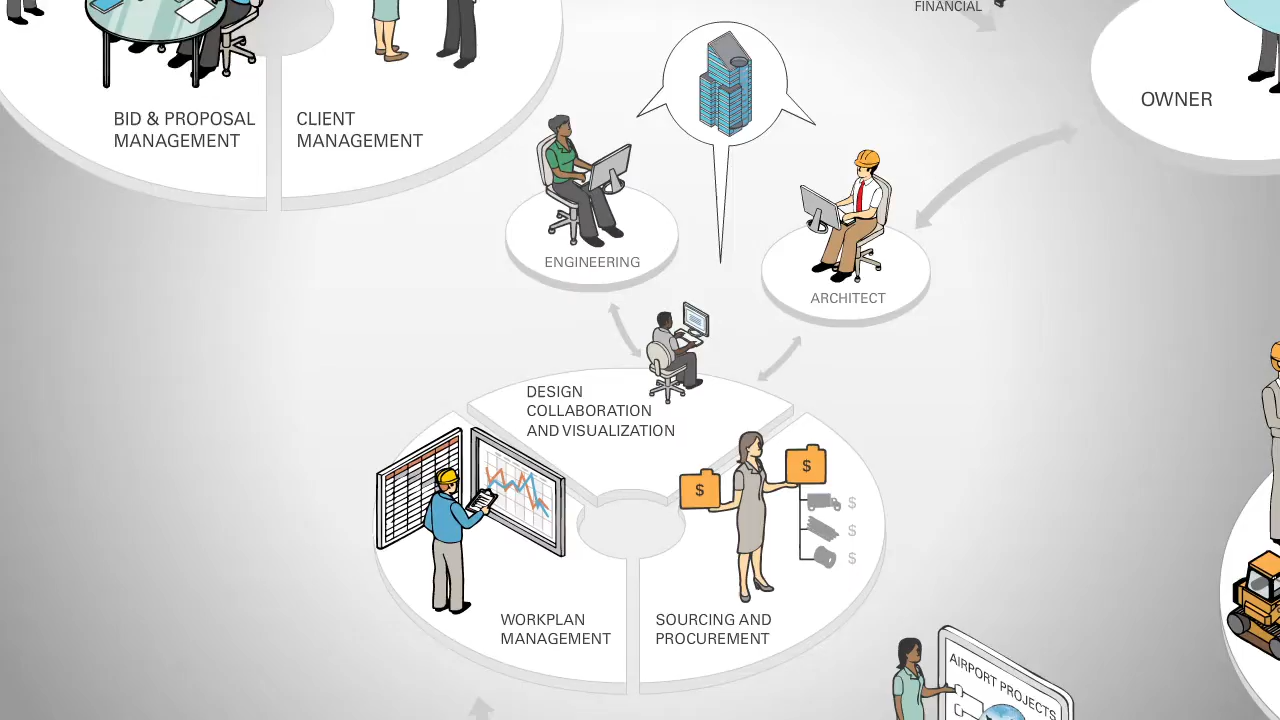 FINANCIAL
OWNER
BID & PROPOSAL
MANAGEMENT
CLIENT
MANAGEMENT
ENGINEERING
ARCHITECT
DESIGN
COLLABORATION
AND VISUALIZATION
$
$
$
$
$
WORKPLAN
MANAGEMENT
SOURCING AND
PROCUREMENT
AIRPORT PROJECTS